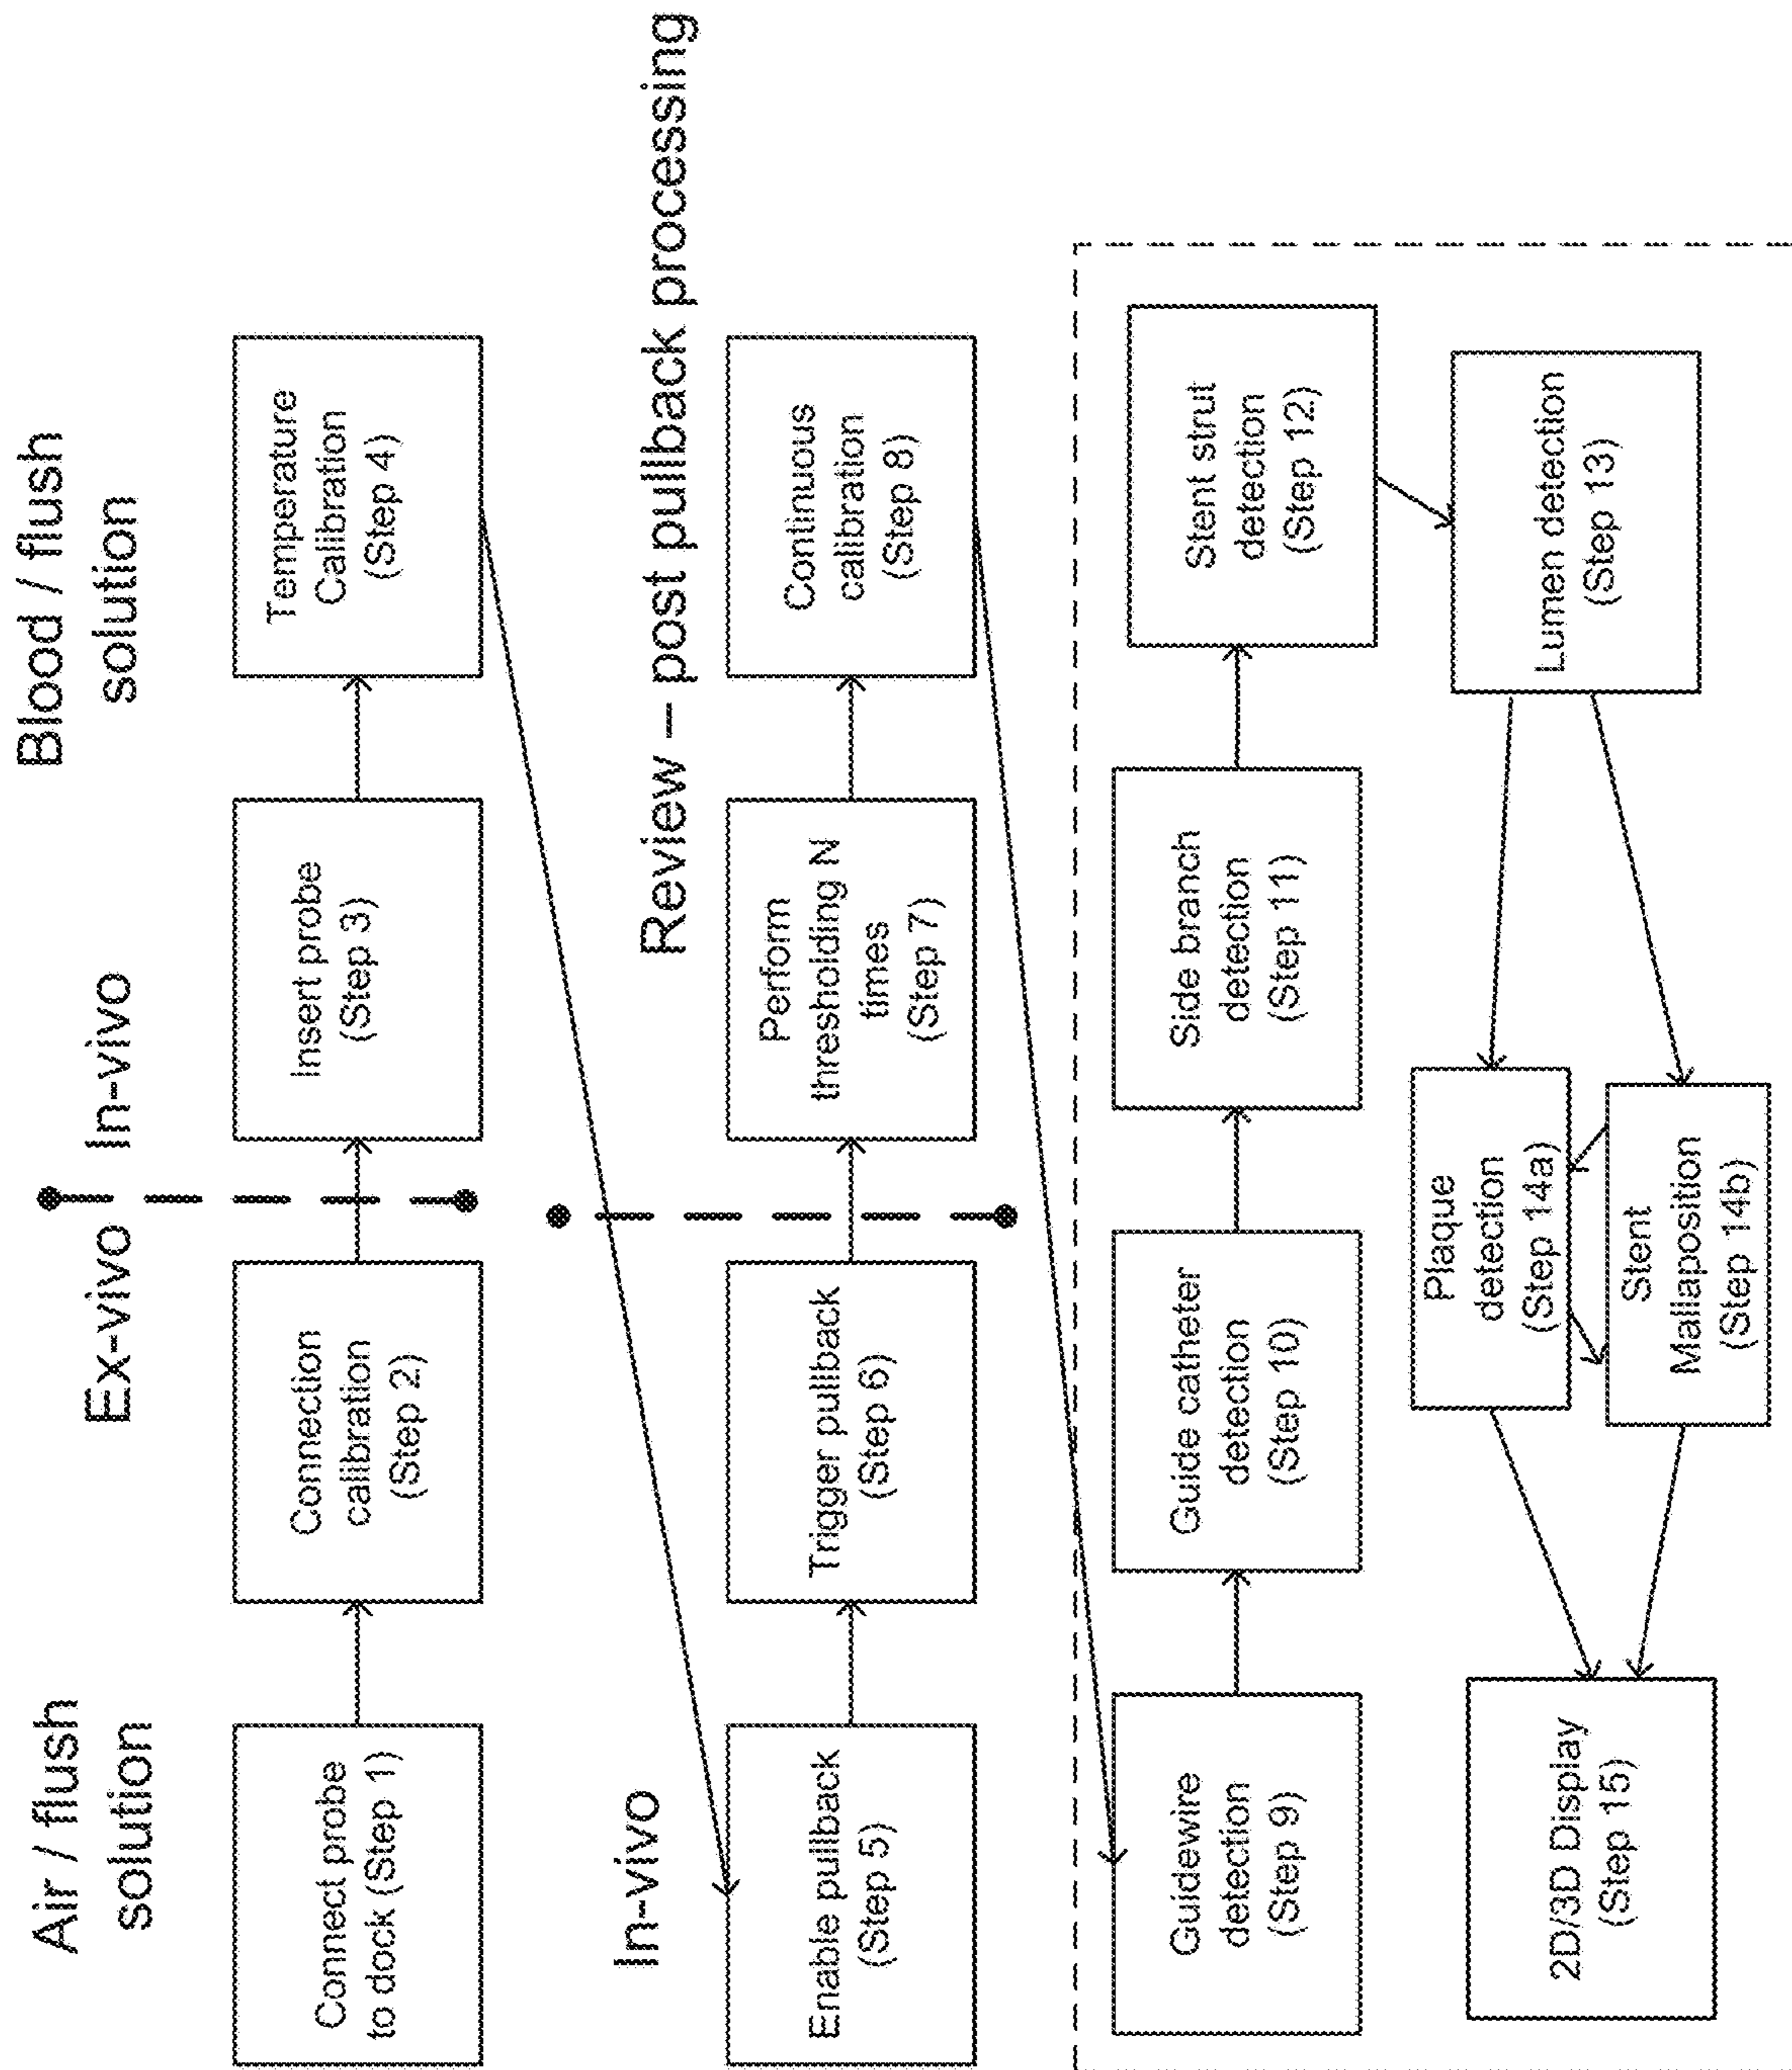 Air / flush
solution
Ex-vivo
In-vivo
Blood / flush
solution
Connect probe
to dock (Step 1)
Connection
calibration
(Step 2)
Insert probe
(Step 3)
Temperature
Calibration
(Step 4)
In-vivo
Review – post pullback processing
Enable pullback
(Step 5)
Trigger pullback
(Step 6)
Perform
thresholding N
times
(Step 7)
Continuous
calibration
(Step 8)
Guidewire
detection
(Step 9)
Guide catheter
detection
(Step 10)
Side branch
detection
(Step 11)
Stent strut
detection
(Step 12)
Lumen detection
(Step 13)
Plaque
detection
(Step 14a)
Stent
Mallaposition
(Step 14b)
2D/3D Display
(Step 15)